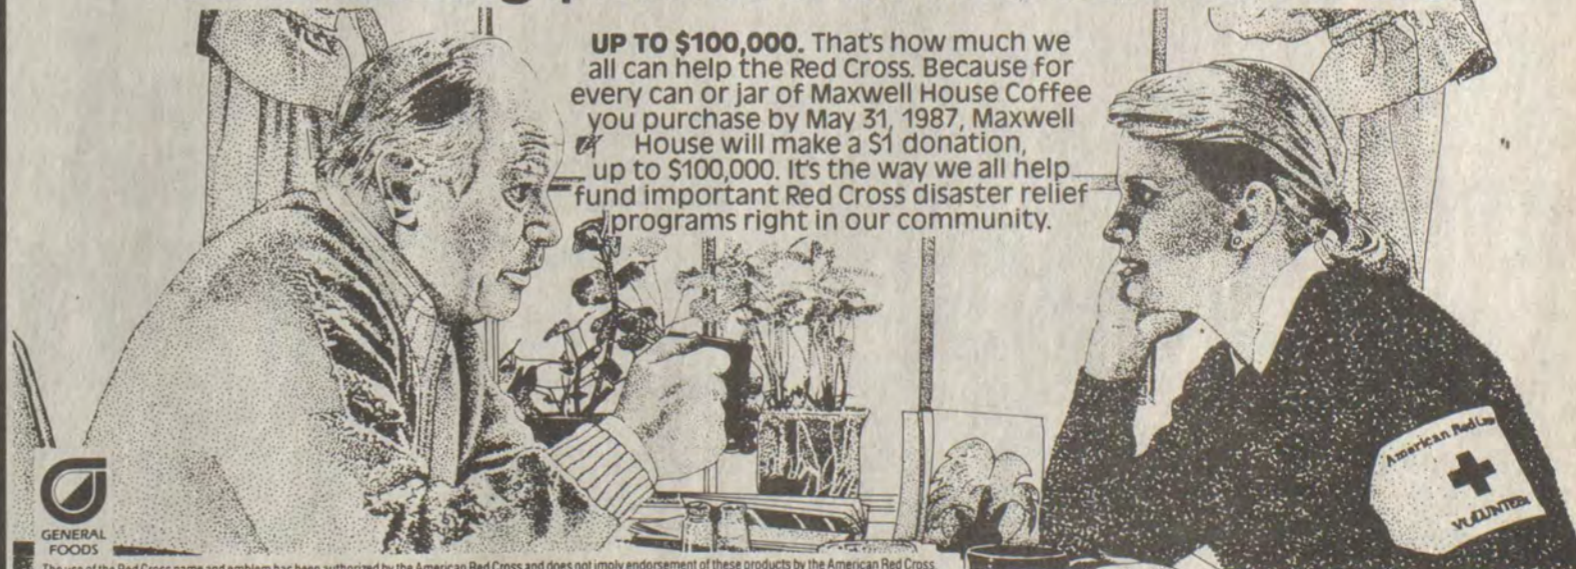 UP TO $100,000. That's how much we
all can help the Red Cross. Because for
every can or jar of Maxwell House Coffee
you purchase by May 31, 1987, Maxwell
House will make a $1 donation,
up to $100,000. It's the way we all help
fund important Red Cross disaster relief
programs right in our community.
American Red Cross
VOLUNTEER
GENERAL
FOODS
The use of the Red Cross name and emblem has been authorized by the American Red Cross and does not imply endorsement of these products by the American Red Cross.